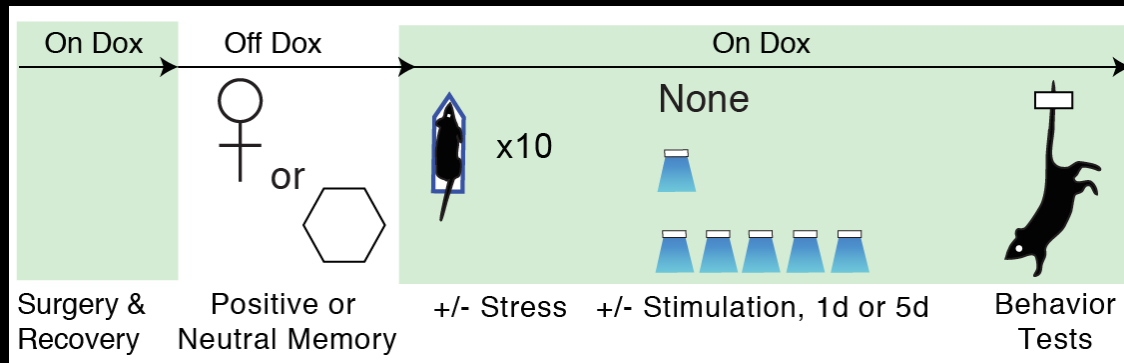 On Dox
Off Dox
On Dox
or
x10
None
Surgery &
Recovery
Positive or
Neutral Memory
+/- Stress
+/- Stimulation, 1d or 5d
Behavior
Tests